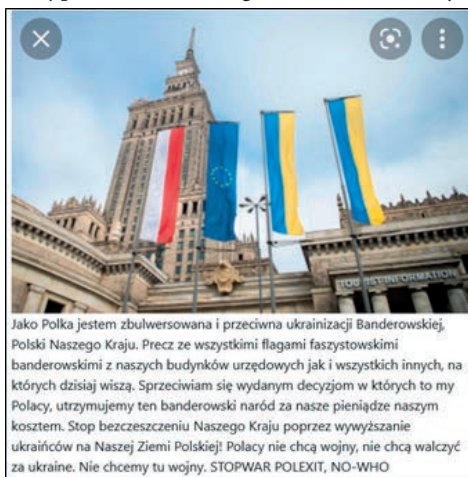 TOURIST INFORMATION
Jako Polka jestem zbulwersowana i przeciwna ukrainizacji Banderowskiej,
Polski Naszego Kraju. Precz ze wszystkimi flagami faszystowskimi
banderowskimi z naszych budynków urzędowych jak i wszystkich innych, na
których dzisiaj wiszą. Sprzeciwiam się wydanym decyzjom w których to my
Polacy, utrzymujemy ten banderowski naród za nasze pieniądze naszym
kosztem. Stop bezczeszczeniu Naszego Kraju poprzez wywyższanie
ukraińców na Naszej Ziemi Polskiej! Polacy nie chcą wojny, nie chcą walczyć
za ukraine. Nie chcemy tu wojny. STOPWAR POLEXIT, NO-WHO